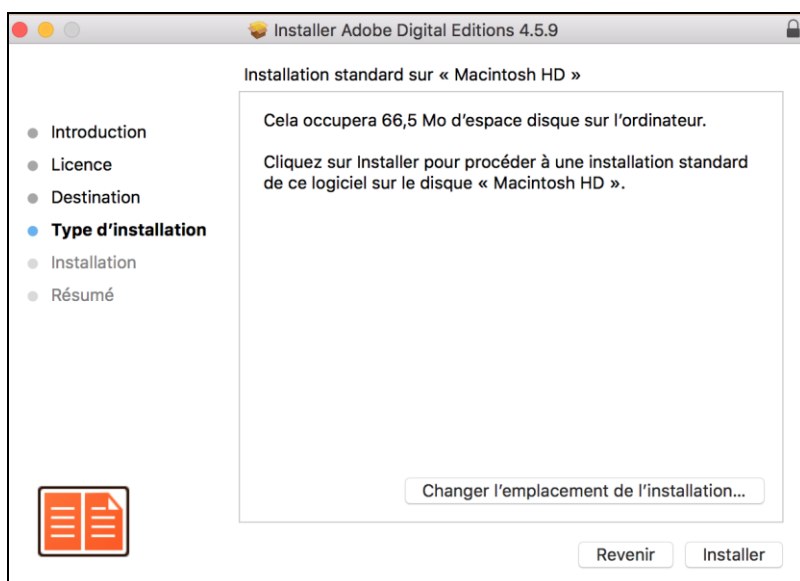 Installer Adobe Digital Editions 4.5.9
Installation standard sur « Macintosh HD »
Introduction
Licence
Destination
Type d’installation
Installation
Résumé
Cela occupera 66,5 Mo d’espace disque sur l’ordinateur.
Cliquez sur Installer pour procéder à une installation standard
de ce logiciel sur le disque « Macintosh HD ».
Changer l’emplacement de l’installation...
Revenir
Installer